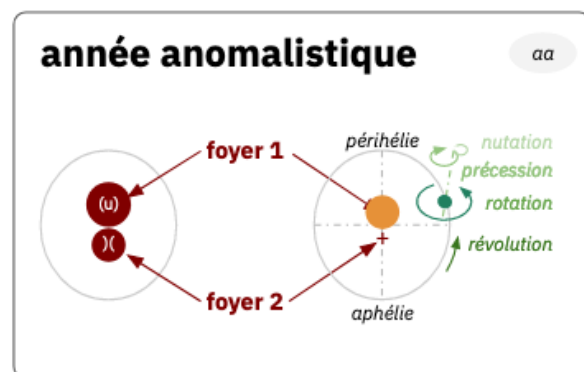 année anomalistique
aa
foyer 1
périhélie
nutation
précession
(u)
rotation
)(
révolution
foyer 2
aphélie